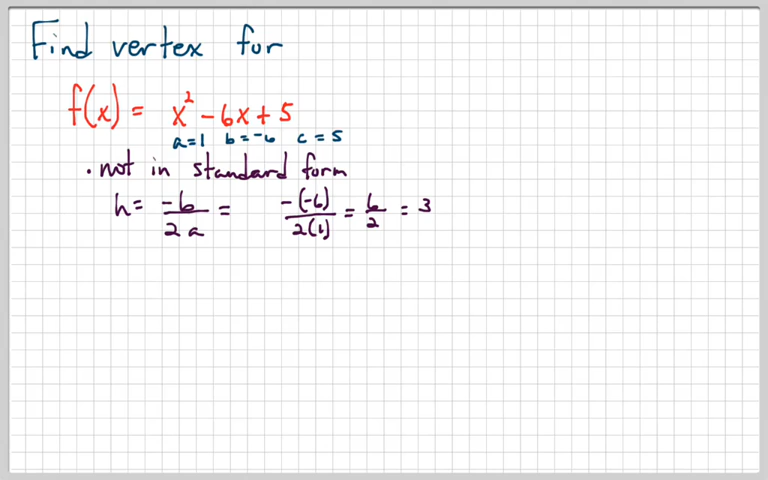 Find vertex for
f(x) = x² - 6x + 5
a=1 b=-6 c=5
. not in standard form
h = -b/2a = -(-6)/2(1) = 6/2 = 3